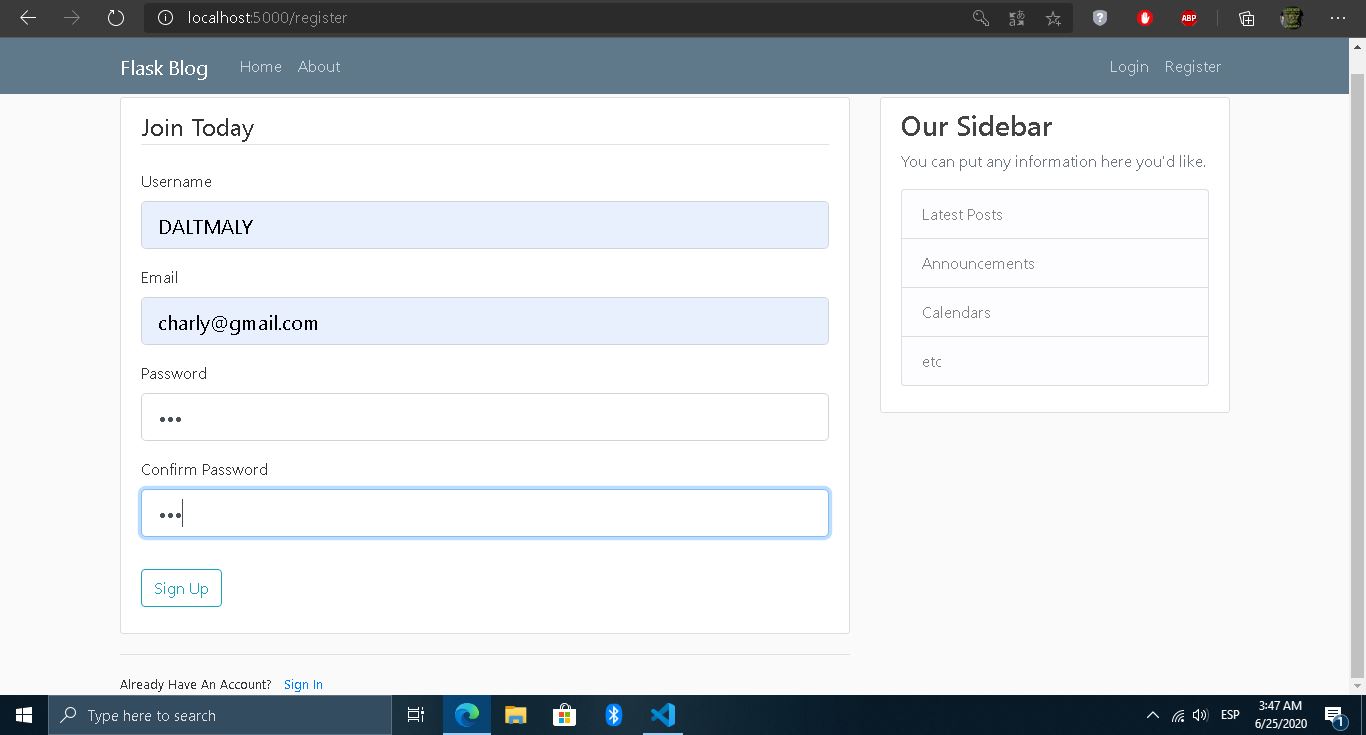 localhost:5000/register
ABP
Flask Blog Home About Login Register
Join Today
Username
DALTMALY
Email
charly@gmail.com
Password
•••
Confirm Password
•••
Sign Up
Already Have An Account? Sign In
Our Sidebar
You can put any information here you'd like.
Latest Posts
Announcements
Calendars
etc
Type here to search
ESP
3:47 AM
6/25/2020
1